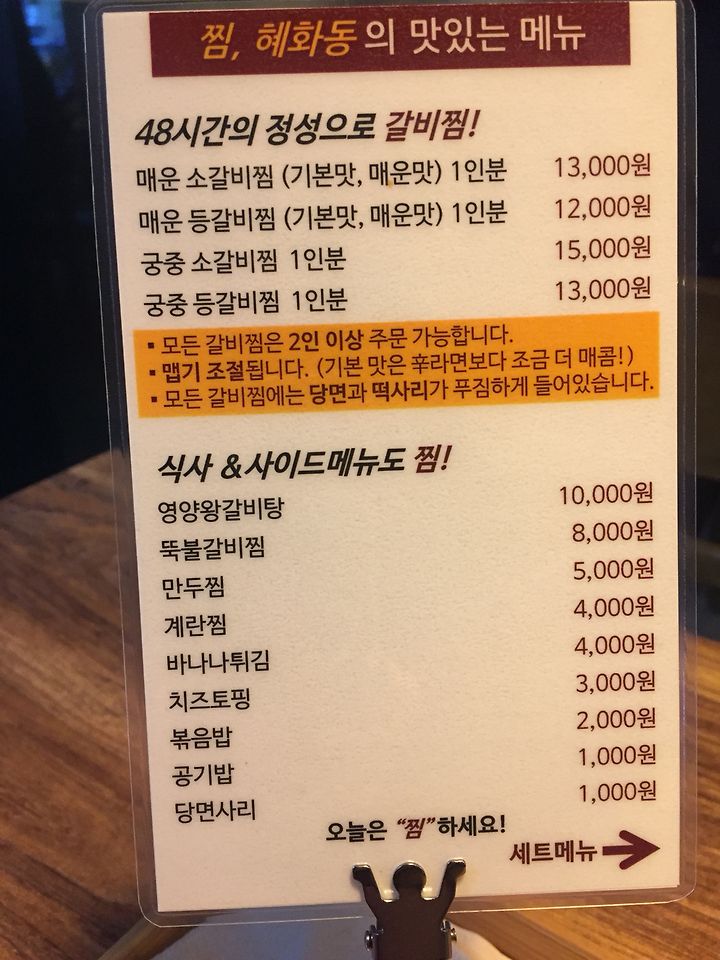 찜, 혜화동의 맛있는 메뉴
48시간의 정성으로 갈비찜!
매운 소갈비찜 (기본맛, 매운맛) 1인분 13,000원
매운 등갈비찜 (기본맛, 매운맛) 1인분 12,000원
궁중 소갈비찜 1인분 15,000원
궁중 등갈비찜 1인분 13,000원
▪ 모든 갈비찜은 2인 이상 주문 가능합니다.
▪ 맵기 조절됩니다. (기본 맛은 辛라면보다 조금 더 매콤!)
▪ 모든 갈비찜에는 당면과 떡사리가 푸짐하게 들어있습니다.
식사 &사이드메뉴도 찜!
영양왕갈비탕 10,000원
뚝불갈비찜 8,000원
만두찜 5,000원
계란찜 4,000원
바나나튀김 4,000원
치즈토핑 3,000원
볶음밥 2,000원
공기밥 1,000원
당면사리 1,000원
오늘은 “찜”하세요!
세트메뉴